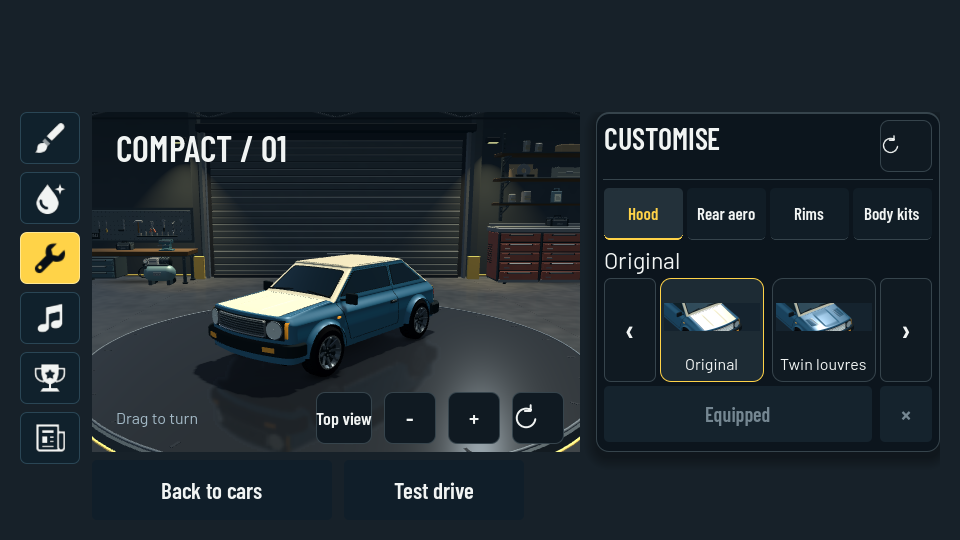 COMPACT / 01
CUSTOMISE
Hood
Rear aero
Rims
Body kits
Original
‹
Original
Twin louvres
›
Drag to turn
Top view
-
+
Equipped
×
Back to cars
Test drive